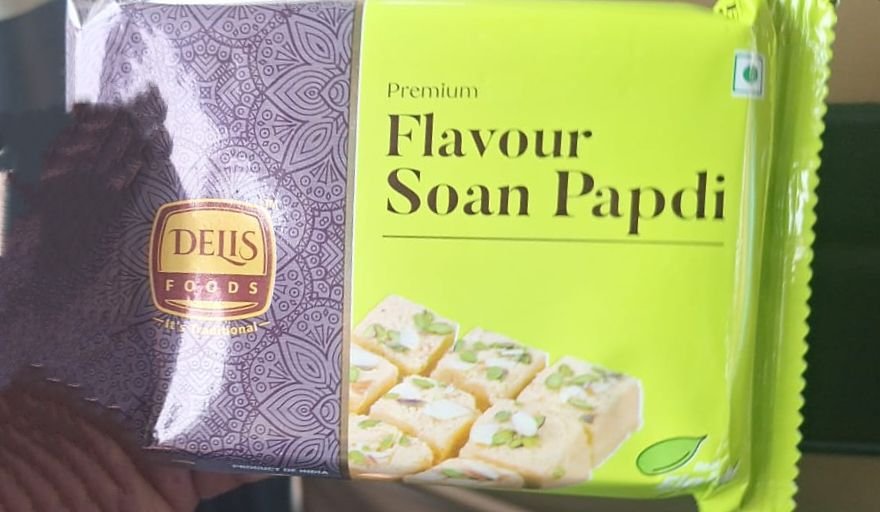 Premium
Flavour
Soan Papdi
DELIS
FOODS
It's Traditional
PRODUCT OF INDIA